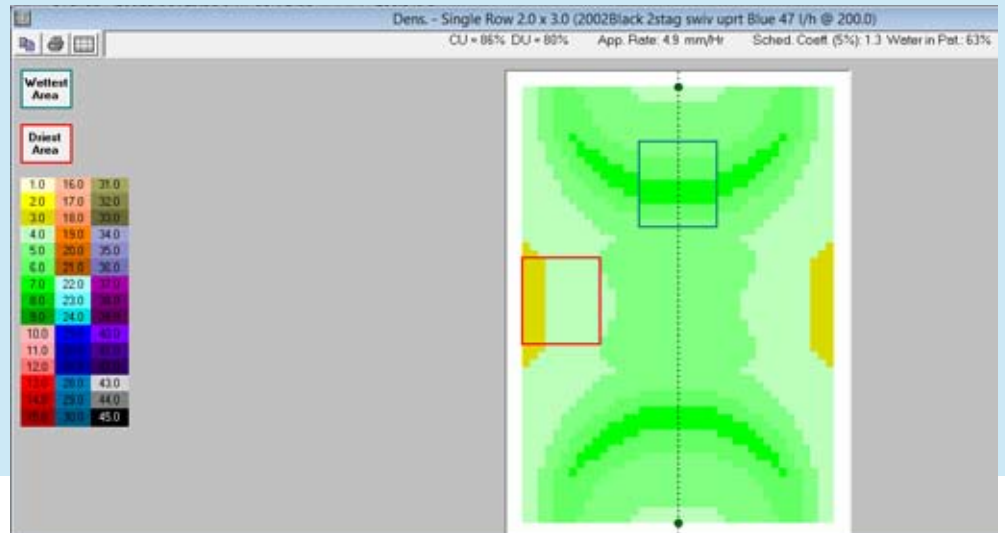 Dens. - Single Row 2.0 x 3.0 (2002Black 2stag swiv uprt Blue 47 l/h @ 200.0)
CU = 86% DU = 80% App. Rate: 4.9 mm/Hr Sched. Coeff. (5%): 1.3 Water in Pat.: 63%
Wettest
Area
Driest
Area
1.0 16.0 31.0
2.0 17.0 32.0
3.0 18.0 33.0
4.0 19.0 34.0
5.0 20.0 35.0
6.0 21.0 36.0
7.0 22.0 37.0
8.0 23.0
9.0 24.0
10.0 40.0
11.0
12.0
13.0 28.0 43.0
14.0 29.0 44.0
30.0 45.0